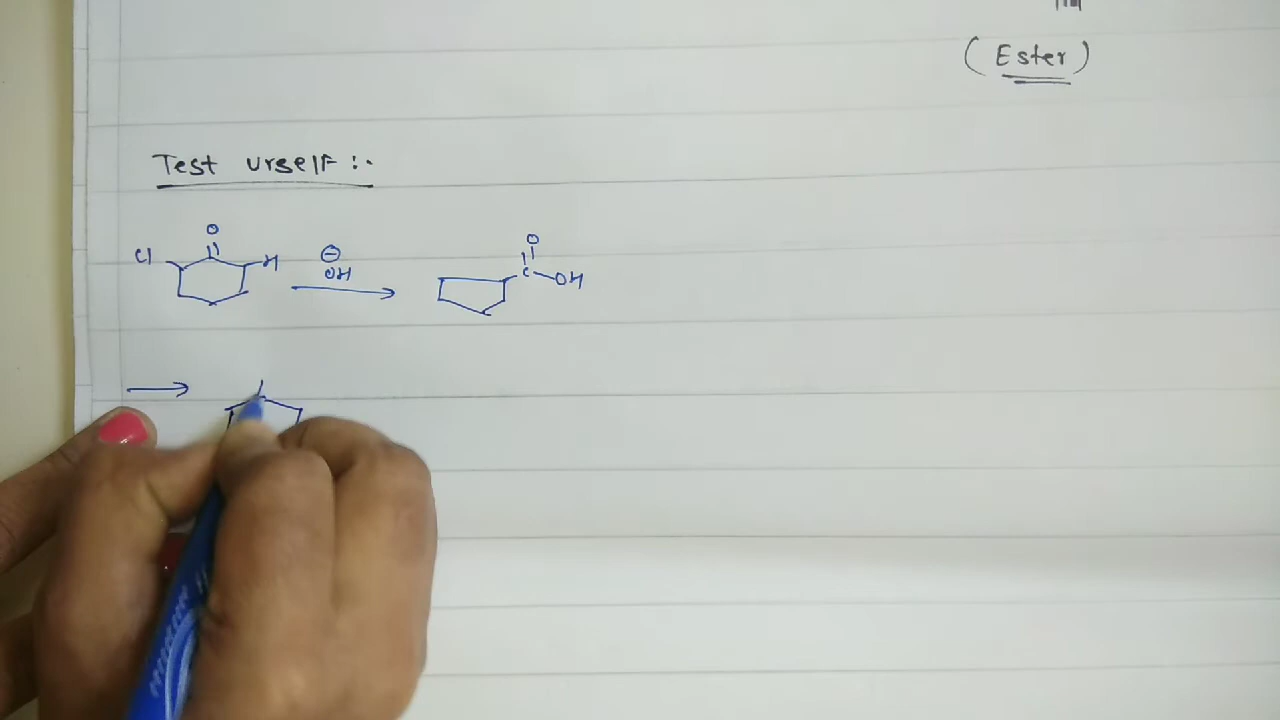 (Ester)
Test urself :-
O
Cl H ⊖
OH
O
C OH